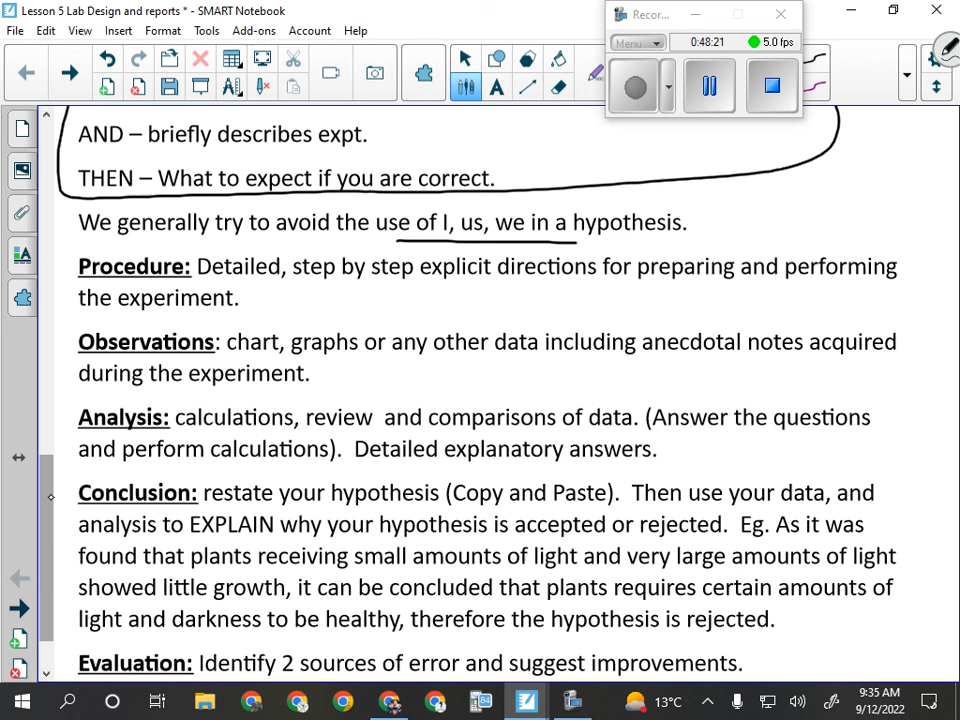 Lesson 5 Lab Design and reports * - SMART Notebook
Recor...
File Edit View Insert Format Tools Add-ons Account Help
Menu
0:48:21
5.0 fps
AND – briefly describes expt.
THEN – What to expect if you are correct.
We generally try to avoid the use of I, us, we in a hypothesis.
Procedure: Detailed, step by step explicit directions for preparing and performing
the experiment.
Observations: chart, graphs or any other data including anecdotal notes acquired
during the experiment.
Analysis: calculations, review and comparisons of data. (Answer the questions
and perform calculations). Detailed explanatory answers.
Conclusion: restate your hypothesis (Copy and Paste). Then use your data, and
analysis to EXPLAIN why your hypothesis is accepted or rejected. Eg. As it was
found that plants receiving small amounts of light and very large amounts of light
showed little growth, it can be concluded that plants requires certain amounts of
light and darkness to be healthy, therefore the hypothesis is rejected.
Evaluation: Identify 2 sources of error and suggest improvements.
13°C
9:35 AM
9/12/2022